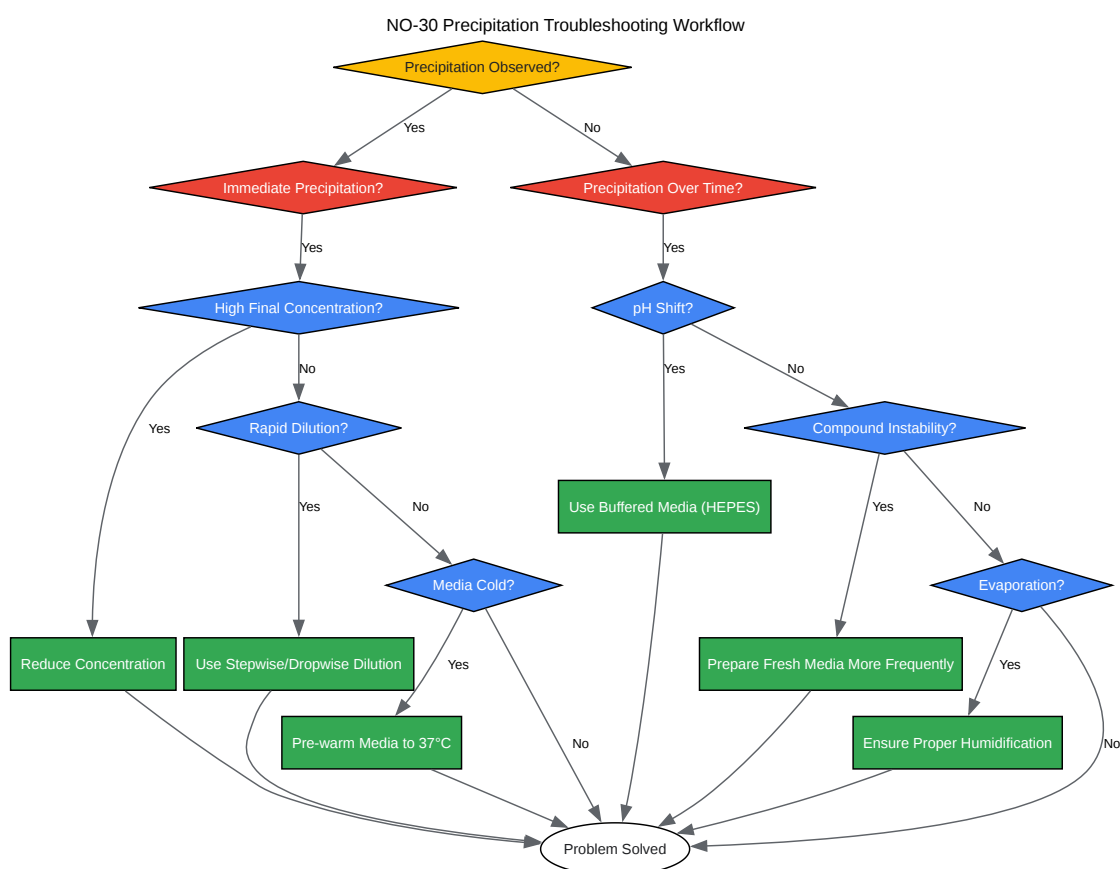 NO-30 Precipitation Troubleshooting Workflow
Precipitation Observed?
Yes
No
Immediate Precipitation?
Precipitation Over Time?
Yes
Yes
High Final Concentration?
pH Shift?
No
Yes
No
Yes
Rapid Dilution?
Compound Instability?
Yes
No
Use Buffered Media (HEPES)
Yes
No
Media Cold?
Evaporation?
Reduce Concentration
Use Stepwise/Dropwise Dilution
Yes
Prepare Fresh Media More Frequently
Yes
Pre-warm Media to 37°C
No
Ensure Proper Humidification
No
Problem Solved